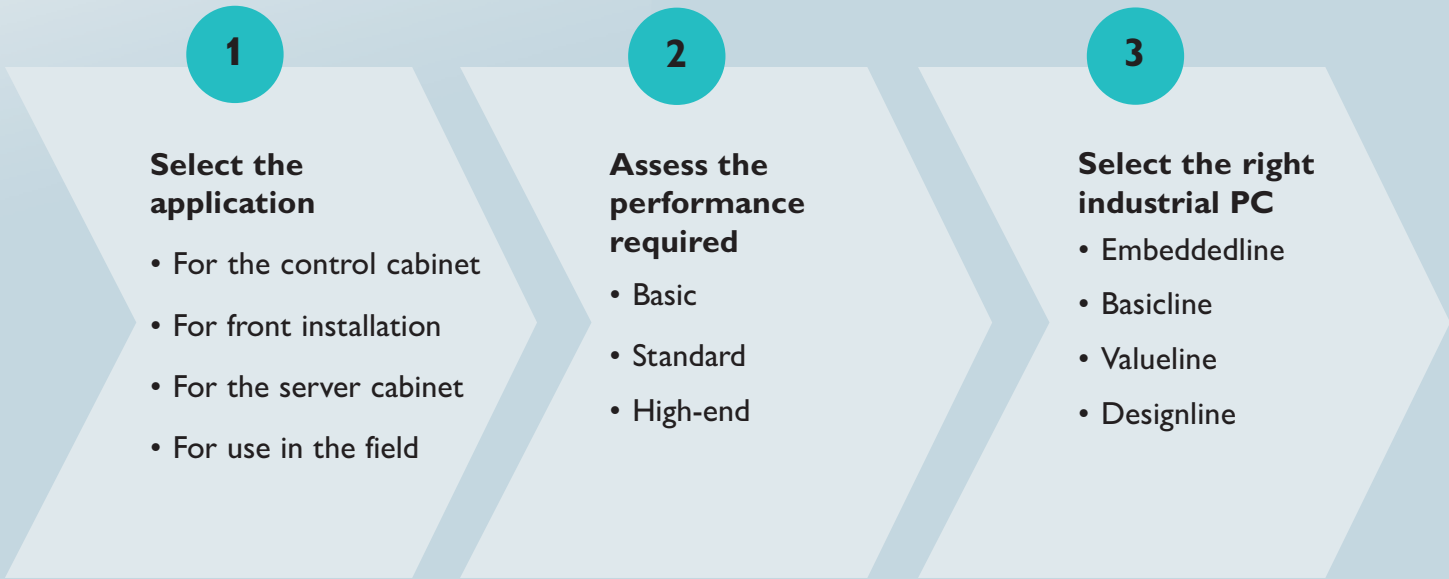 1
Select the
application
• For the control cabinet
• For front installation
• For the server cabinet
• For use in the field
2
Assess the
performance
required
• Basic
• Standard
• High-end
3
Select the right
industrial PC
• Embeddedline
• Basicline
• Valueline
• Designline